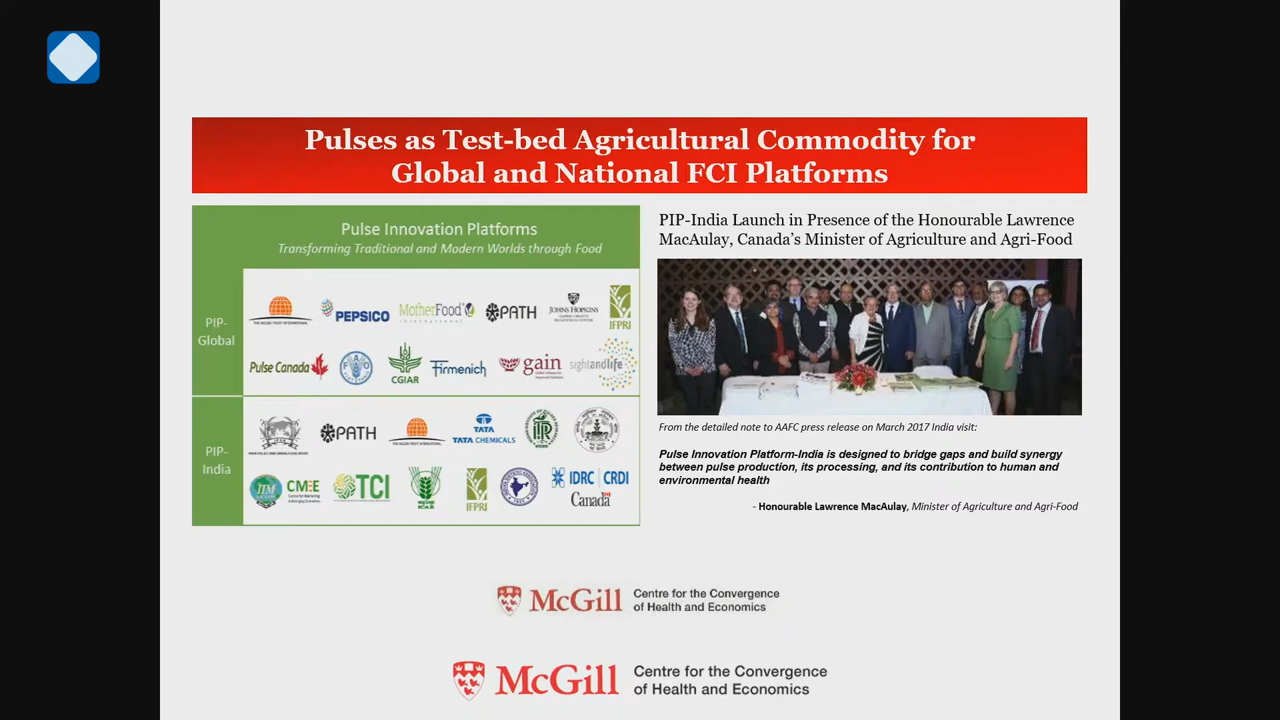 Pulses as Test-bed Agricultural Commodity for
Global and National FCI Platforms
Pulse Innovation Platforms
Transforming Traditional and Modern Worlds through Food
PIP-
Global
PEPSICO
MotherFood
INTERNATIONAL
PATH
JOHNS HOPKINS
IFPRI
Pulse Canada
FAO
CGIAR
Firmenich
gain
sightandlife
PIP-
India
PATH
TATA
TATA CHEMICALS
IIM
CMEE
TCI
ICAR
IFPRI
IDRC | CRDI
Canada
PIP-India Launch in Presence of the Honourable Lawrence
MacAulay, Canada's Minister of Agriculture and Agri-Food
From the detailed note to AAFC press release on March 2017 India visit:
Pulse Innovation Platform-India is designed to bridge gaps and build synergy
between pulse production, its processing, and its contribution to human and
environmental health
- Honourable Lawrence MacAulay, Minister of Agriculture and Agri-Food
McGill Centre for the Convergence
of Health and Economics
McGill Centre for the Convergence
of Health and Economics